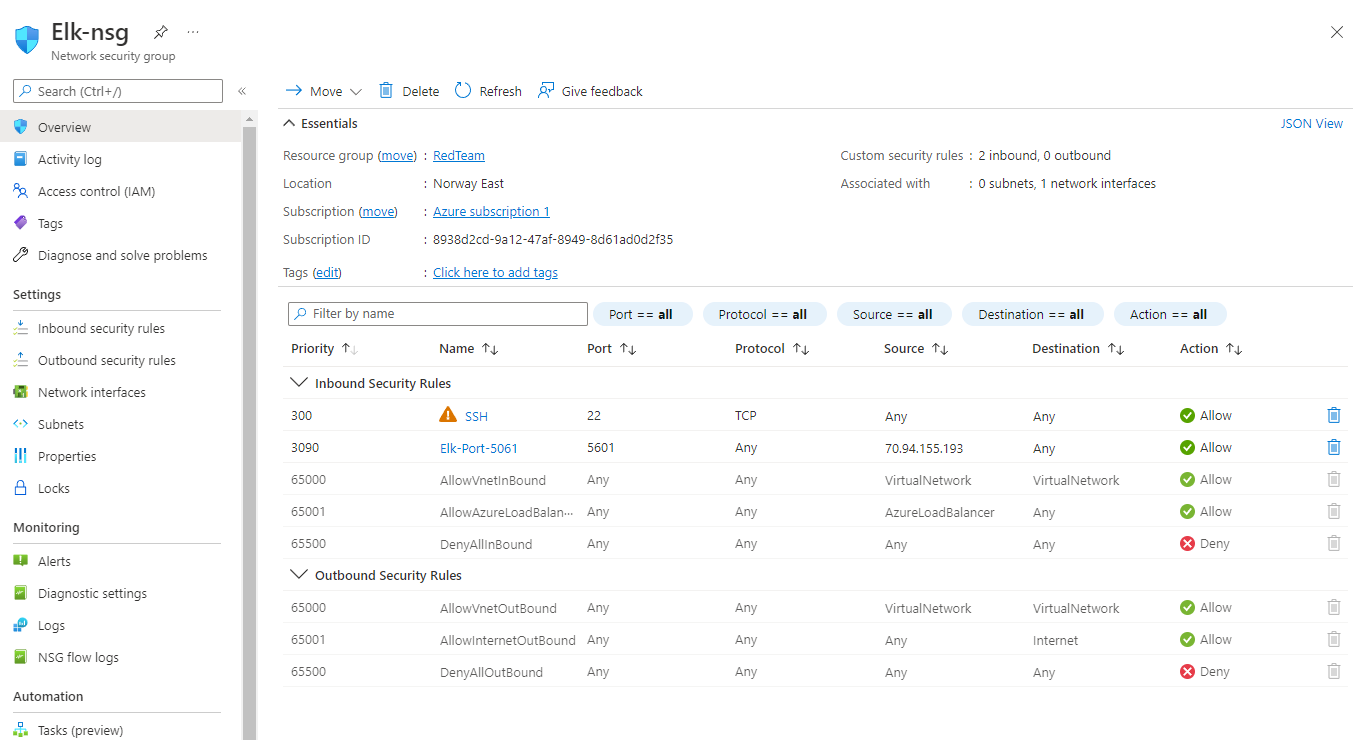 Elk-nsg ...
Network security group
Search (Ctrl+/) «
Overview
Activity log
Access control (IAM)
Tags
Diagnose and solve problems
Settings
Inbound security rules
Outbound security rules
Network interfaces
Subnets
Properties
Locks
Monitoring
Alerts
Diagnostic settings
Logs
NSG flow logs
Automation
Tasks (preview)
Move Delete Refresh Give feedback
Essentials JSON View
Resource group (move) : RedTeam Custom security rules : 2 inbound, 0 outbound
Location : Norway East Associated with : 0 subnets, 1 network interfaces
Subscription (move) : Azure subscription 1
Subscription ID : 8938d2cd-9a12-47af-8949-8d61ad0d2f35
Tags (edit) : Click here to add tags
Filter by name Port == all Protocol == all Source == all Destination == all Action == all
Priority ↑↓ Name ↑↓ Port ↑↓ Protocol ↑↓ Source ↑↓ Destination ↑↓ Action ↑↓
Inbound Security Rules
300 SSH 22 TCP Any Any Allow
3090 Elk-Port-5061 5601 Any 70.94.155.193 Any Allow
65000 AllowVnetInBound Any Any VirtualNetwork VirtualNetwork Allow
65001 AllowAzureLoadBalan... Any Any AzureLoadBalancer Any Allow
65500 DenyAllInBound Any Any Any Any Deny
Outbound Security Rules
65000 AllowVnetOutBound Any Any VirtualNetwork VirtualNetwork Allow
65001 AllowInternetOutBound Any Any Any Internet Allow
65500 DenyAllOutBound Any Any Any Any Deny